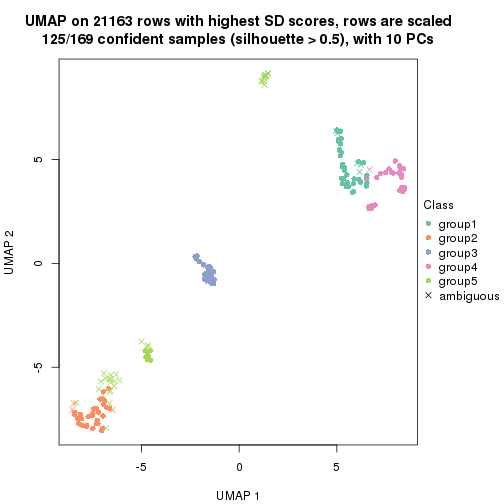 UMAP on 21163 rows with highest SD scores, rows are scaled
125/169 confident samples (silhouette > 0.5), with 10 PCs
5
0
-5
UMAP 2
-5
0
5
UMAP 1
Class
group1
group2
group3
group4
group5
ambiguous